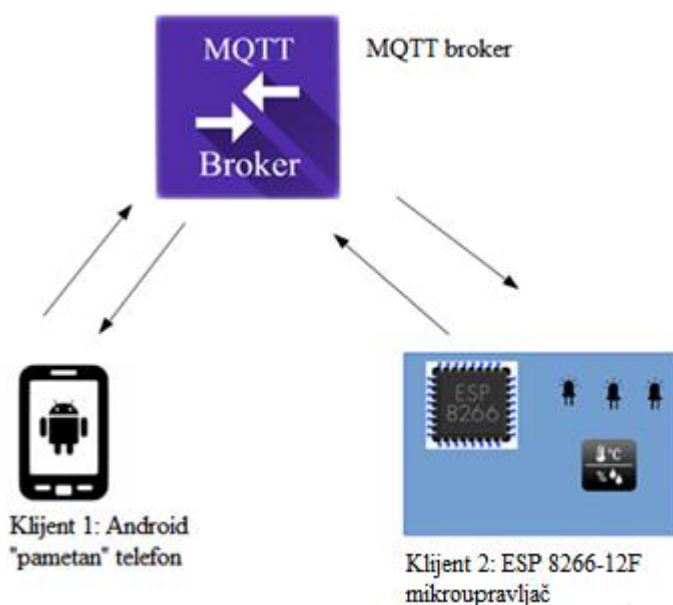 MQTT
Broker
MQTT broker
ESP
8266
°C
%
Klijent 1: Android
"pametan" telefon
Klijent 2: ESP 8266-12F
mikroupravljač